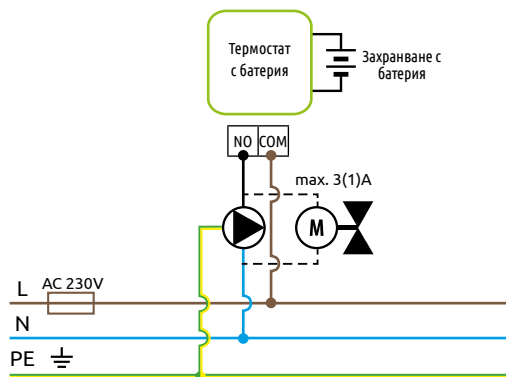 Термостат
с батерия
Захранване с
батерия
NO COM
max. 3(1)A
M
L AC 230V
N
PE